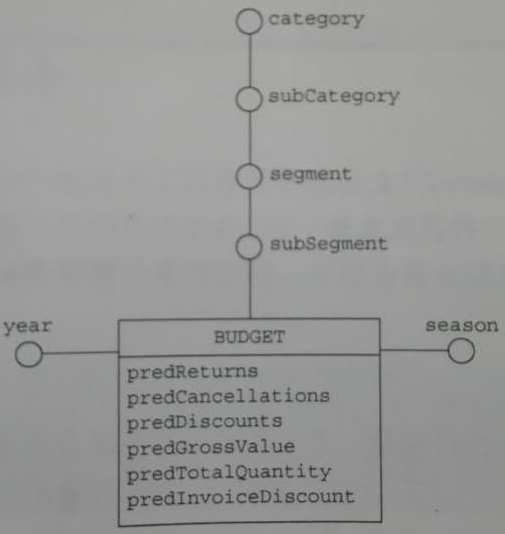 category
subCategory
segment
subSegment
year
BUDGET
season
predReturns
predCancellations
predDiscounts
predGrossValue
predTotalQuantity
predInvoiceDiscount